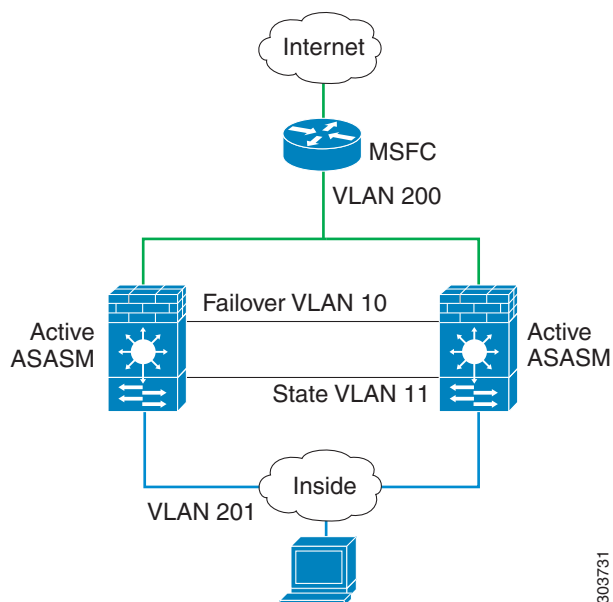 Internet
MSFC
VLAN 200
Failover VLAN 10
Active
ASASM
Active
ASASM
State VLAN 11
Inside
VLAN 201
303731